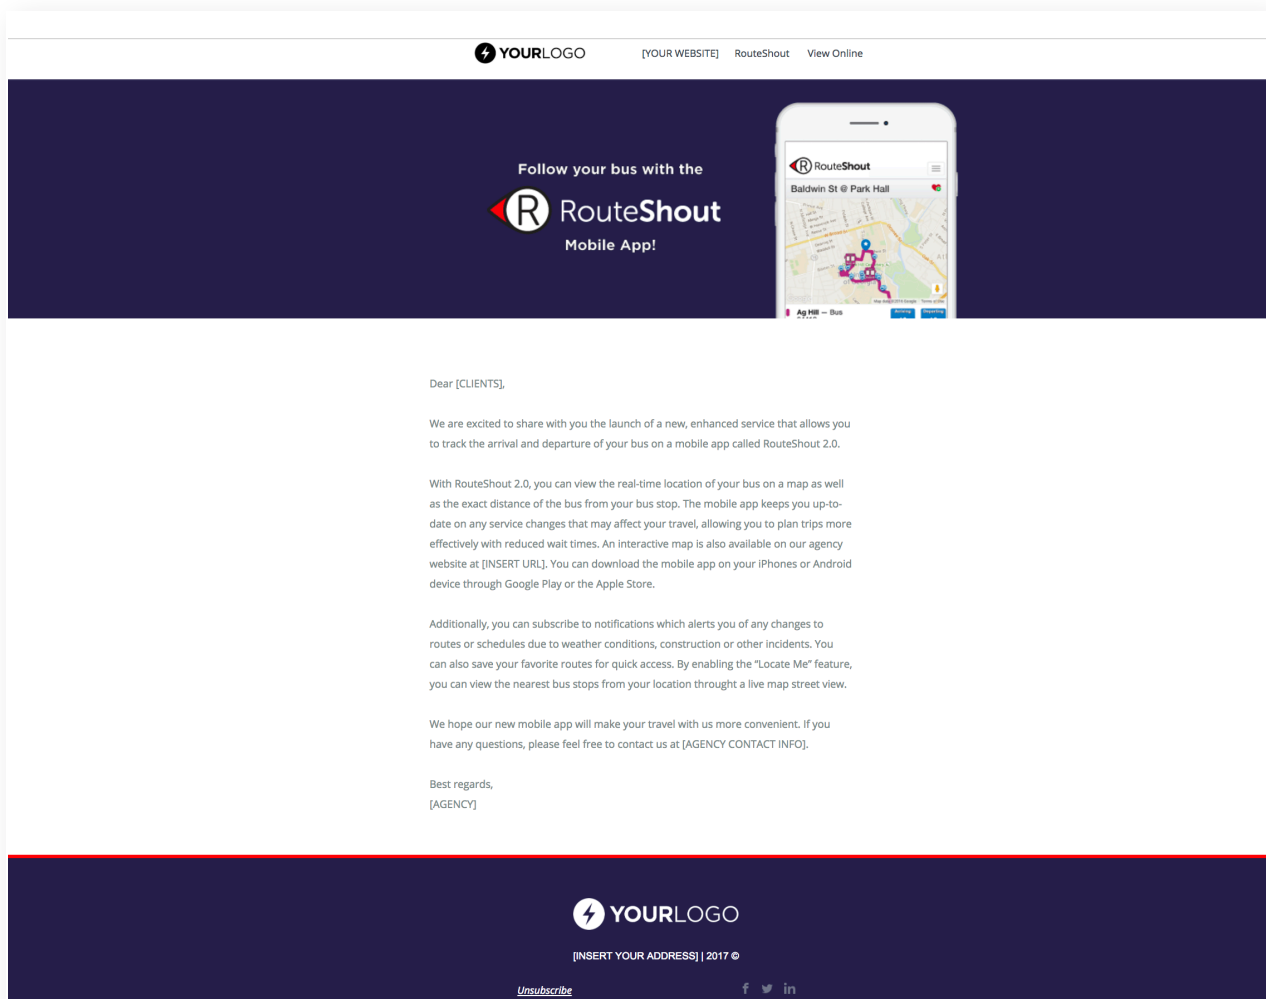 YOURLOGO [YOUR WEBSITE] RouteShout View Online
Follow your bus with the
R RouteShout
Mobile App!
R RouteShout
Baldwin St @ Park Hall
Ag Hill — Bus
Arriving Departing
Dear [CLIENTS],
We are excited to share with you the launch of a new, enhanced service that allows you
to track the arrival and departure of your bus on a mobile app called RouteShout 2.0.
With RouteShout 2.0, you can view the real-time location of your bus on a map as well
as the exact distance of the bus from your bus stop. The mobile app keeps you up-to-
date on any service changes that may affect your travel, allowing you to plan trips more
effectively with reduced wait times. An interactive map is also available on our agency
website at [INSERT URL]. You can download the mobile app on your iPhones or Android
device through Google Play or the Apple Store.
Additionally, you can subscribe to notifications which alerts you of any changes to
routes or schedules due to weather conditions, construction or other incidents. You
can also save your favorite routes for quick access. By enabling the “Locate Me” feature,
you can view the nearest bus stops from your location throught a live map street view.
We hope our new mobile app will make your travel with us more convenient. If you
have any questions, please feel free to contact us at [AGENCY CONTACT INFO].
Best regards,
[AGENCY]
YOURLOGO
[INSERT YOUR ADDRESS] | 2017 ©
Unsubscribe